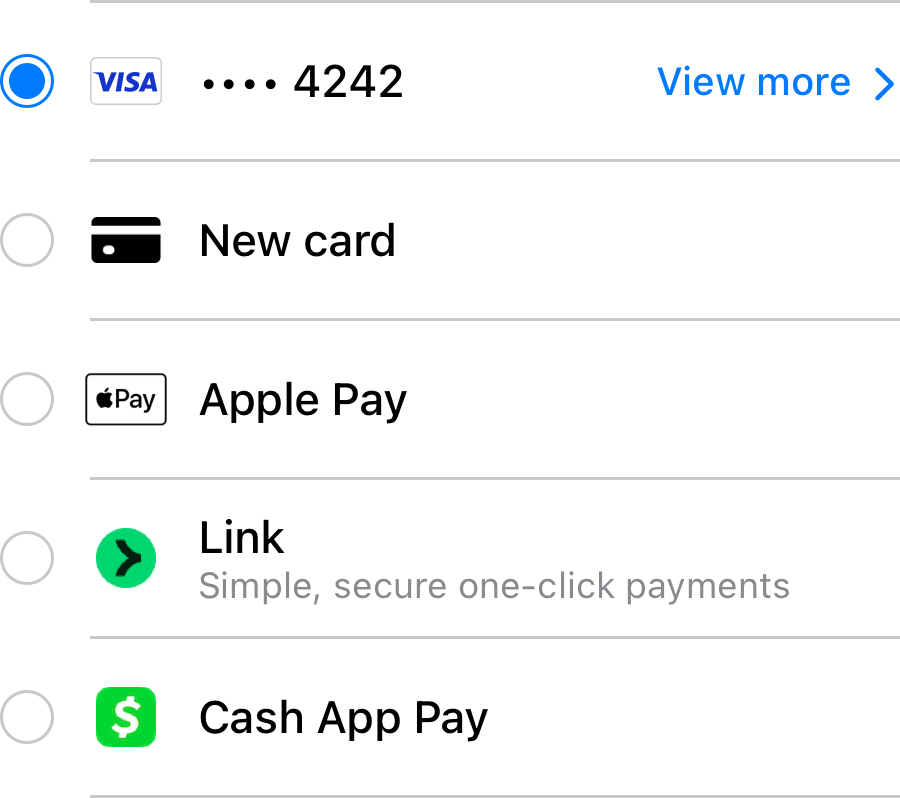 VISA •••• 4242 View more
New card
Pay Apple Pay
Link
Simple, secure one-click payments
$ Cash App Pay